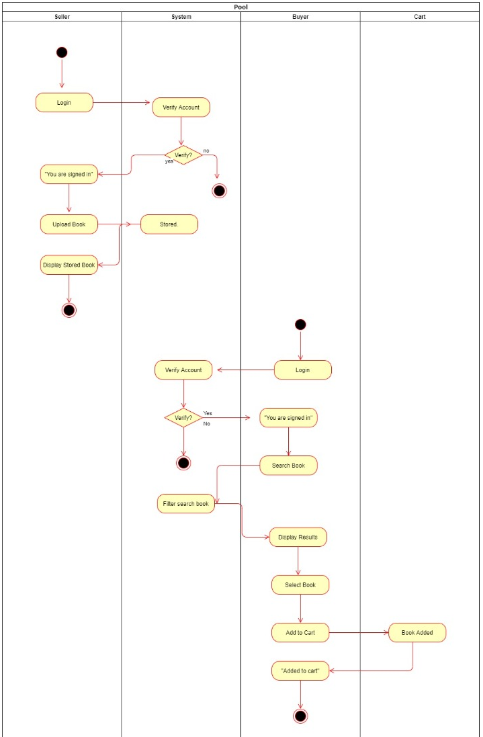 Pool
Seller System Buyer Cart
Login
Verify Account
Verify?
no
yes
"You are signed in"
Upload Book
Stored
Display Stored Book
Login
Verify Account
Verify?
Yes
No
"You are signed in"
Search Book
Filter search book
Display Results
Select Book
Add to Cart
Book Added
"Added to cart"